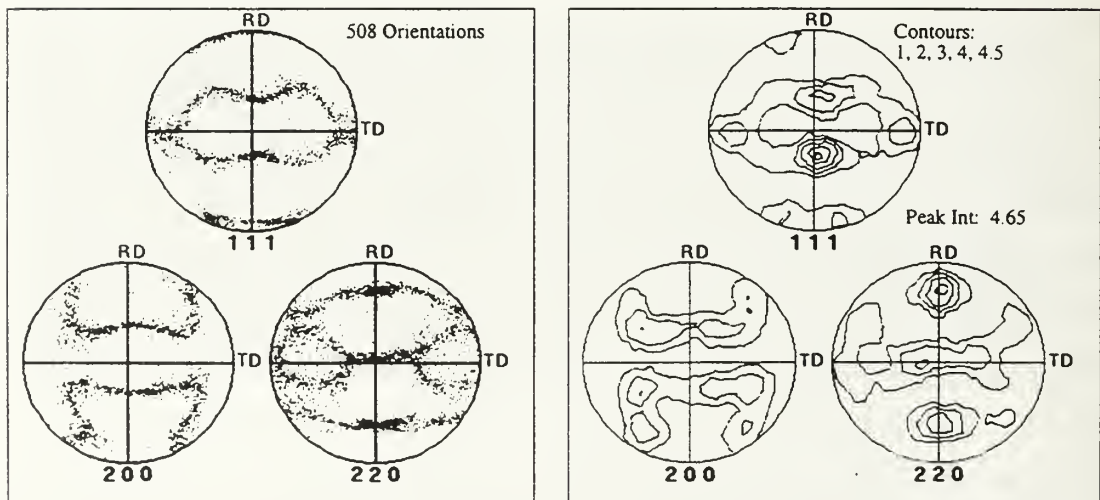 RD
508 Orientations
TD
111
RD
RD
TD
TD
200
220
RD
Contours:
1, 2, 3, 4, 4.5
TD
Peak Int: 4.65
111
RD
RD
TD
TD
200
220